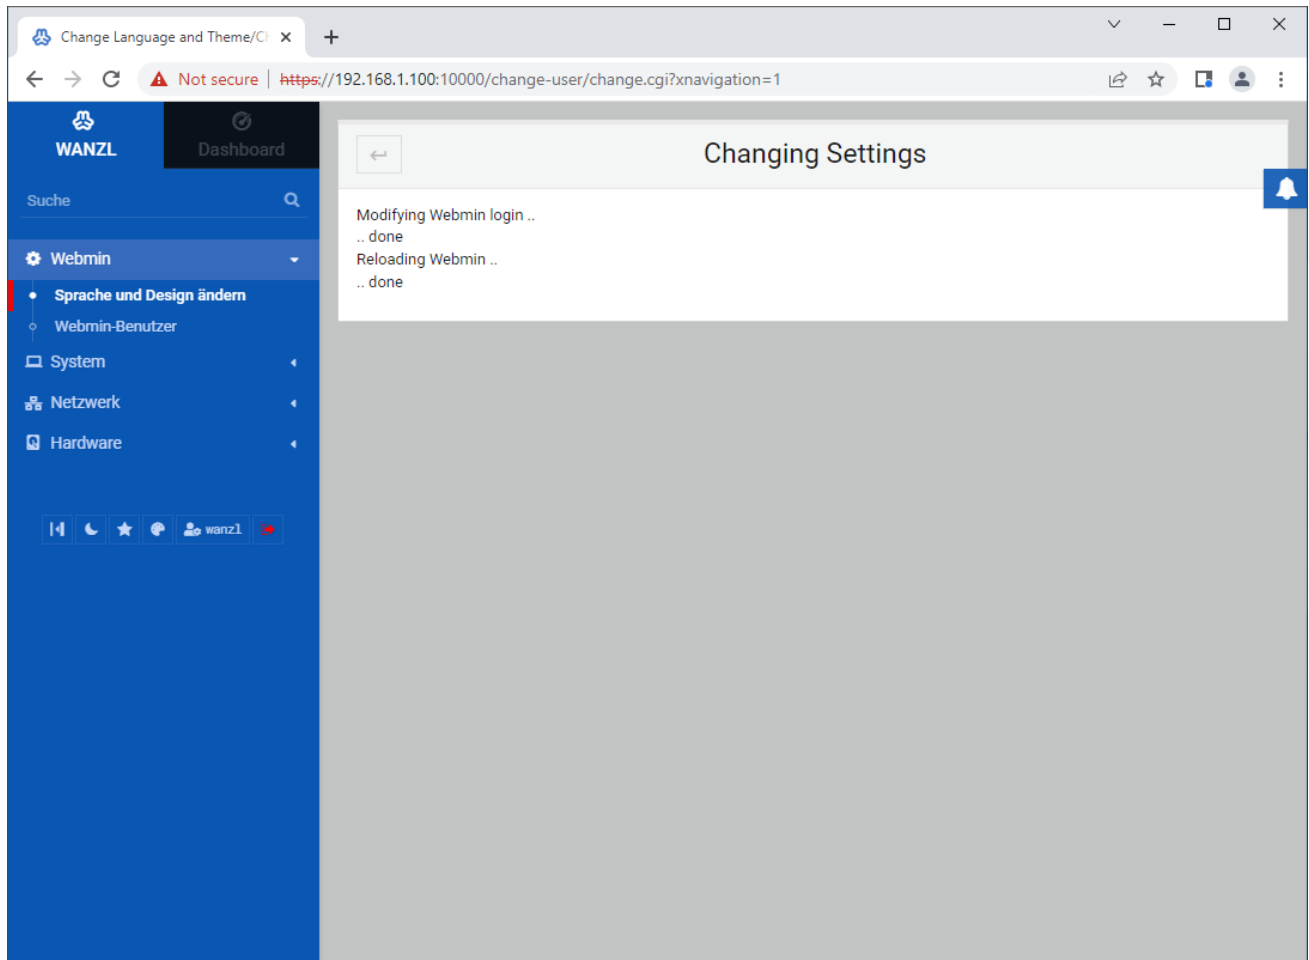 Change Language and Theme/Ch
Not secure | https://192.168.1.100:10000/change-user/change.cgi?xnavigation=1
WANZL
Dashboard
Changing Settings
Suche
Modifying Webmin login ..
.. done
Reloading Webmin ..
.. done
Webmin
Sprache und Design ändern
Webmin-Benutzer
System
Netzwerk
Hardware
wanzl